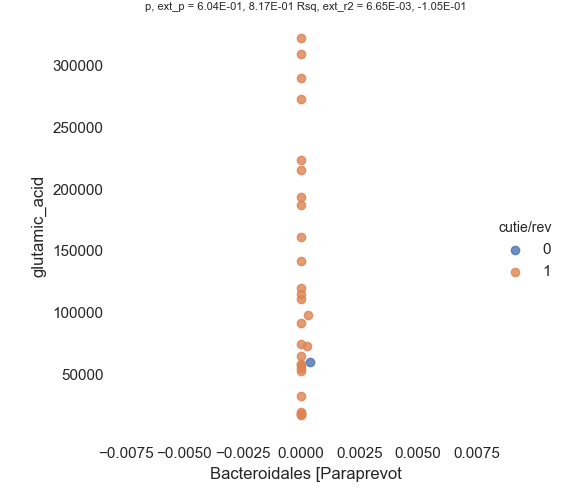 p, ext_p = 6.04E-01, 8.17E-01 Rsq, ext_r2 = 6.65E-03, -1.05E-01
300000
250000
200000
150000
100000
50000
glutamic_acid
cutie/rev
0
1
−0.0075 −0.0050 −0.0025 0.0000 0.0025 0.0050 0.0075
Bacteroidales [Paraprevot